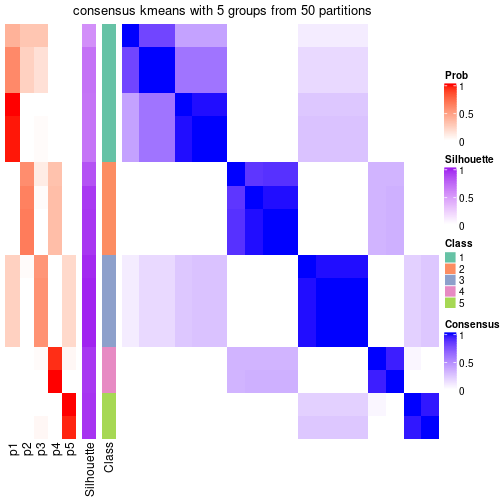 consensus kmeans with 5 groups from 50 partitions
Prob
1
0.5
0
Silhouette
1
0.5
0
Class
1
2
3
4
5
Consensus
1
0.5
0
p1
p2
p3
p4
p5
Silhouette
Class